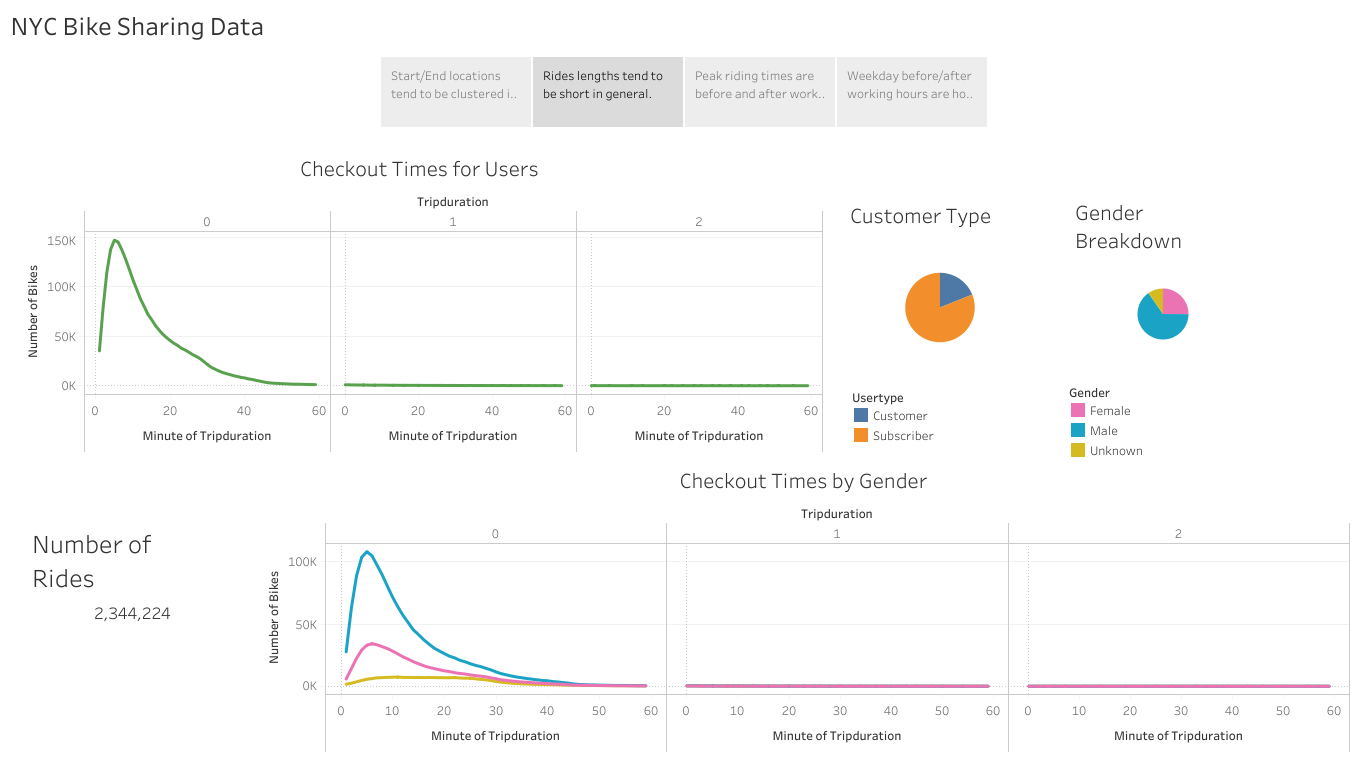 NYC Bike Sharing Data
Start/End locations
tend to be clustered i..
Rides lengths tend to
be short in general.
Peak riding times are
before and after work..
Weekday before/after
working hours are ho..
Checkout Times for Users
Tripduration
0 1 2
Number of Bikes
150K
100K
50K
0K
0 20 40 60 0 20 40 60 0 20 40 60
Minute of Tripduration Minute of Tripduration Minute of Tripduration
Customer Type
Usertype
Customer
Subscriber
Gender
Breakdown
Gender
Female
Male
Unknown
Number of
Rides
2,344,224
Checkout Times by Gender
Tripduration
0 1 2
Number of Bikes
100K
50K
0K
0 10 20 30 40 50 60 0 10 20 30 40 50 60 0 10 20 30 40 50 60
Minute of Tripduration Minute of Tripduration Minute of Tripduration